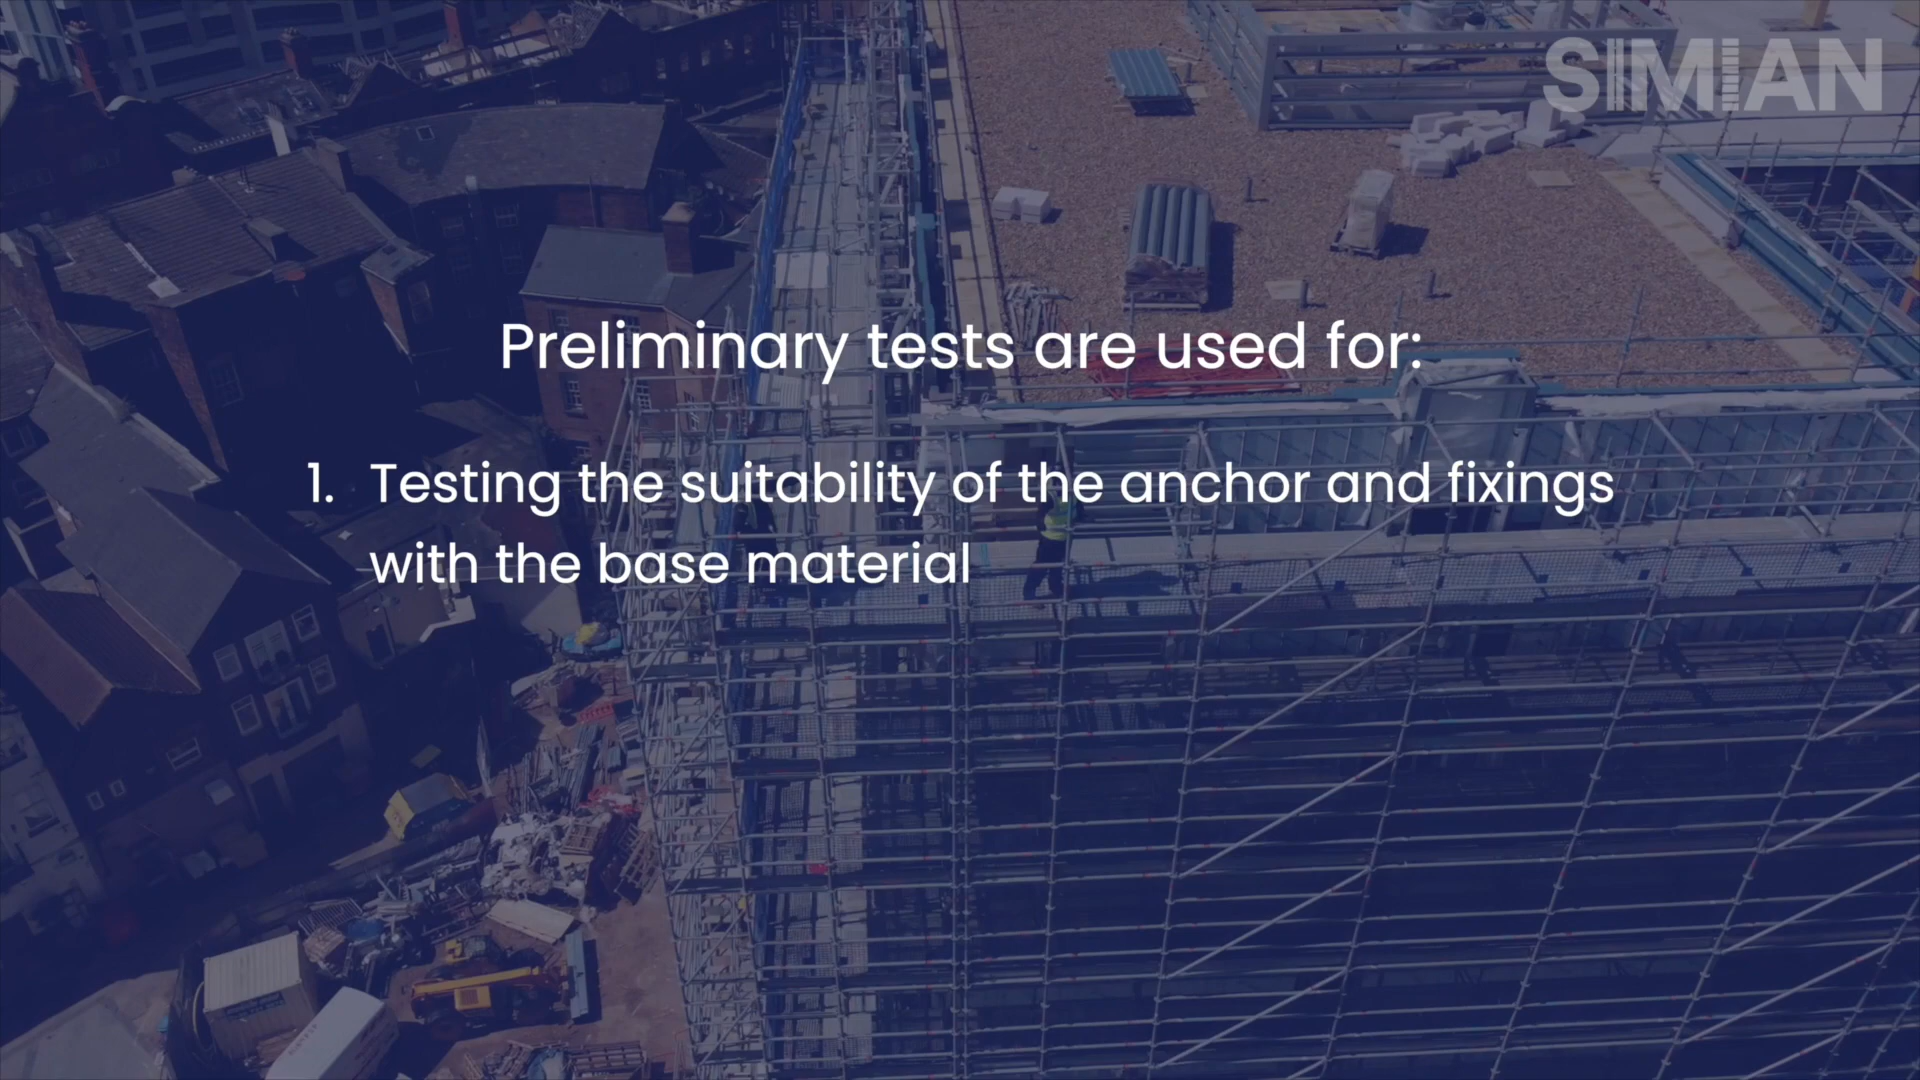 SIMIAN
Preliminary tests are used for:
1. Testing the suitability of the anchor and fixings
with the base material